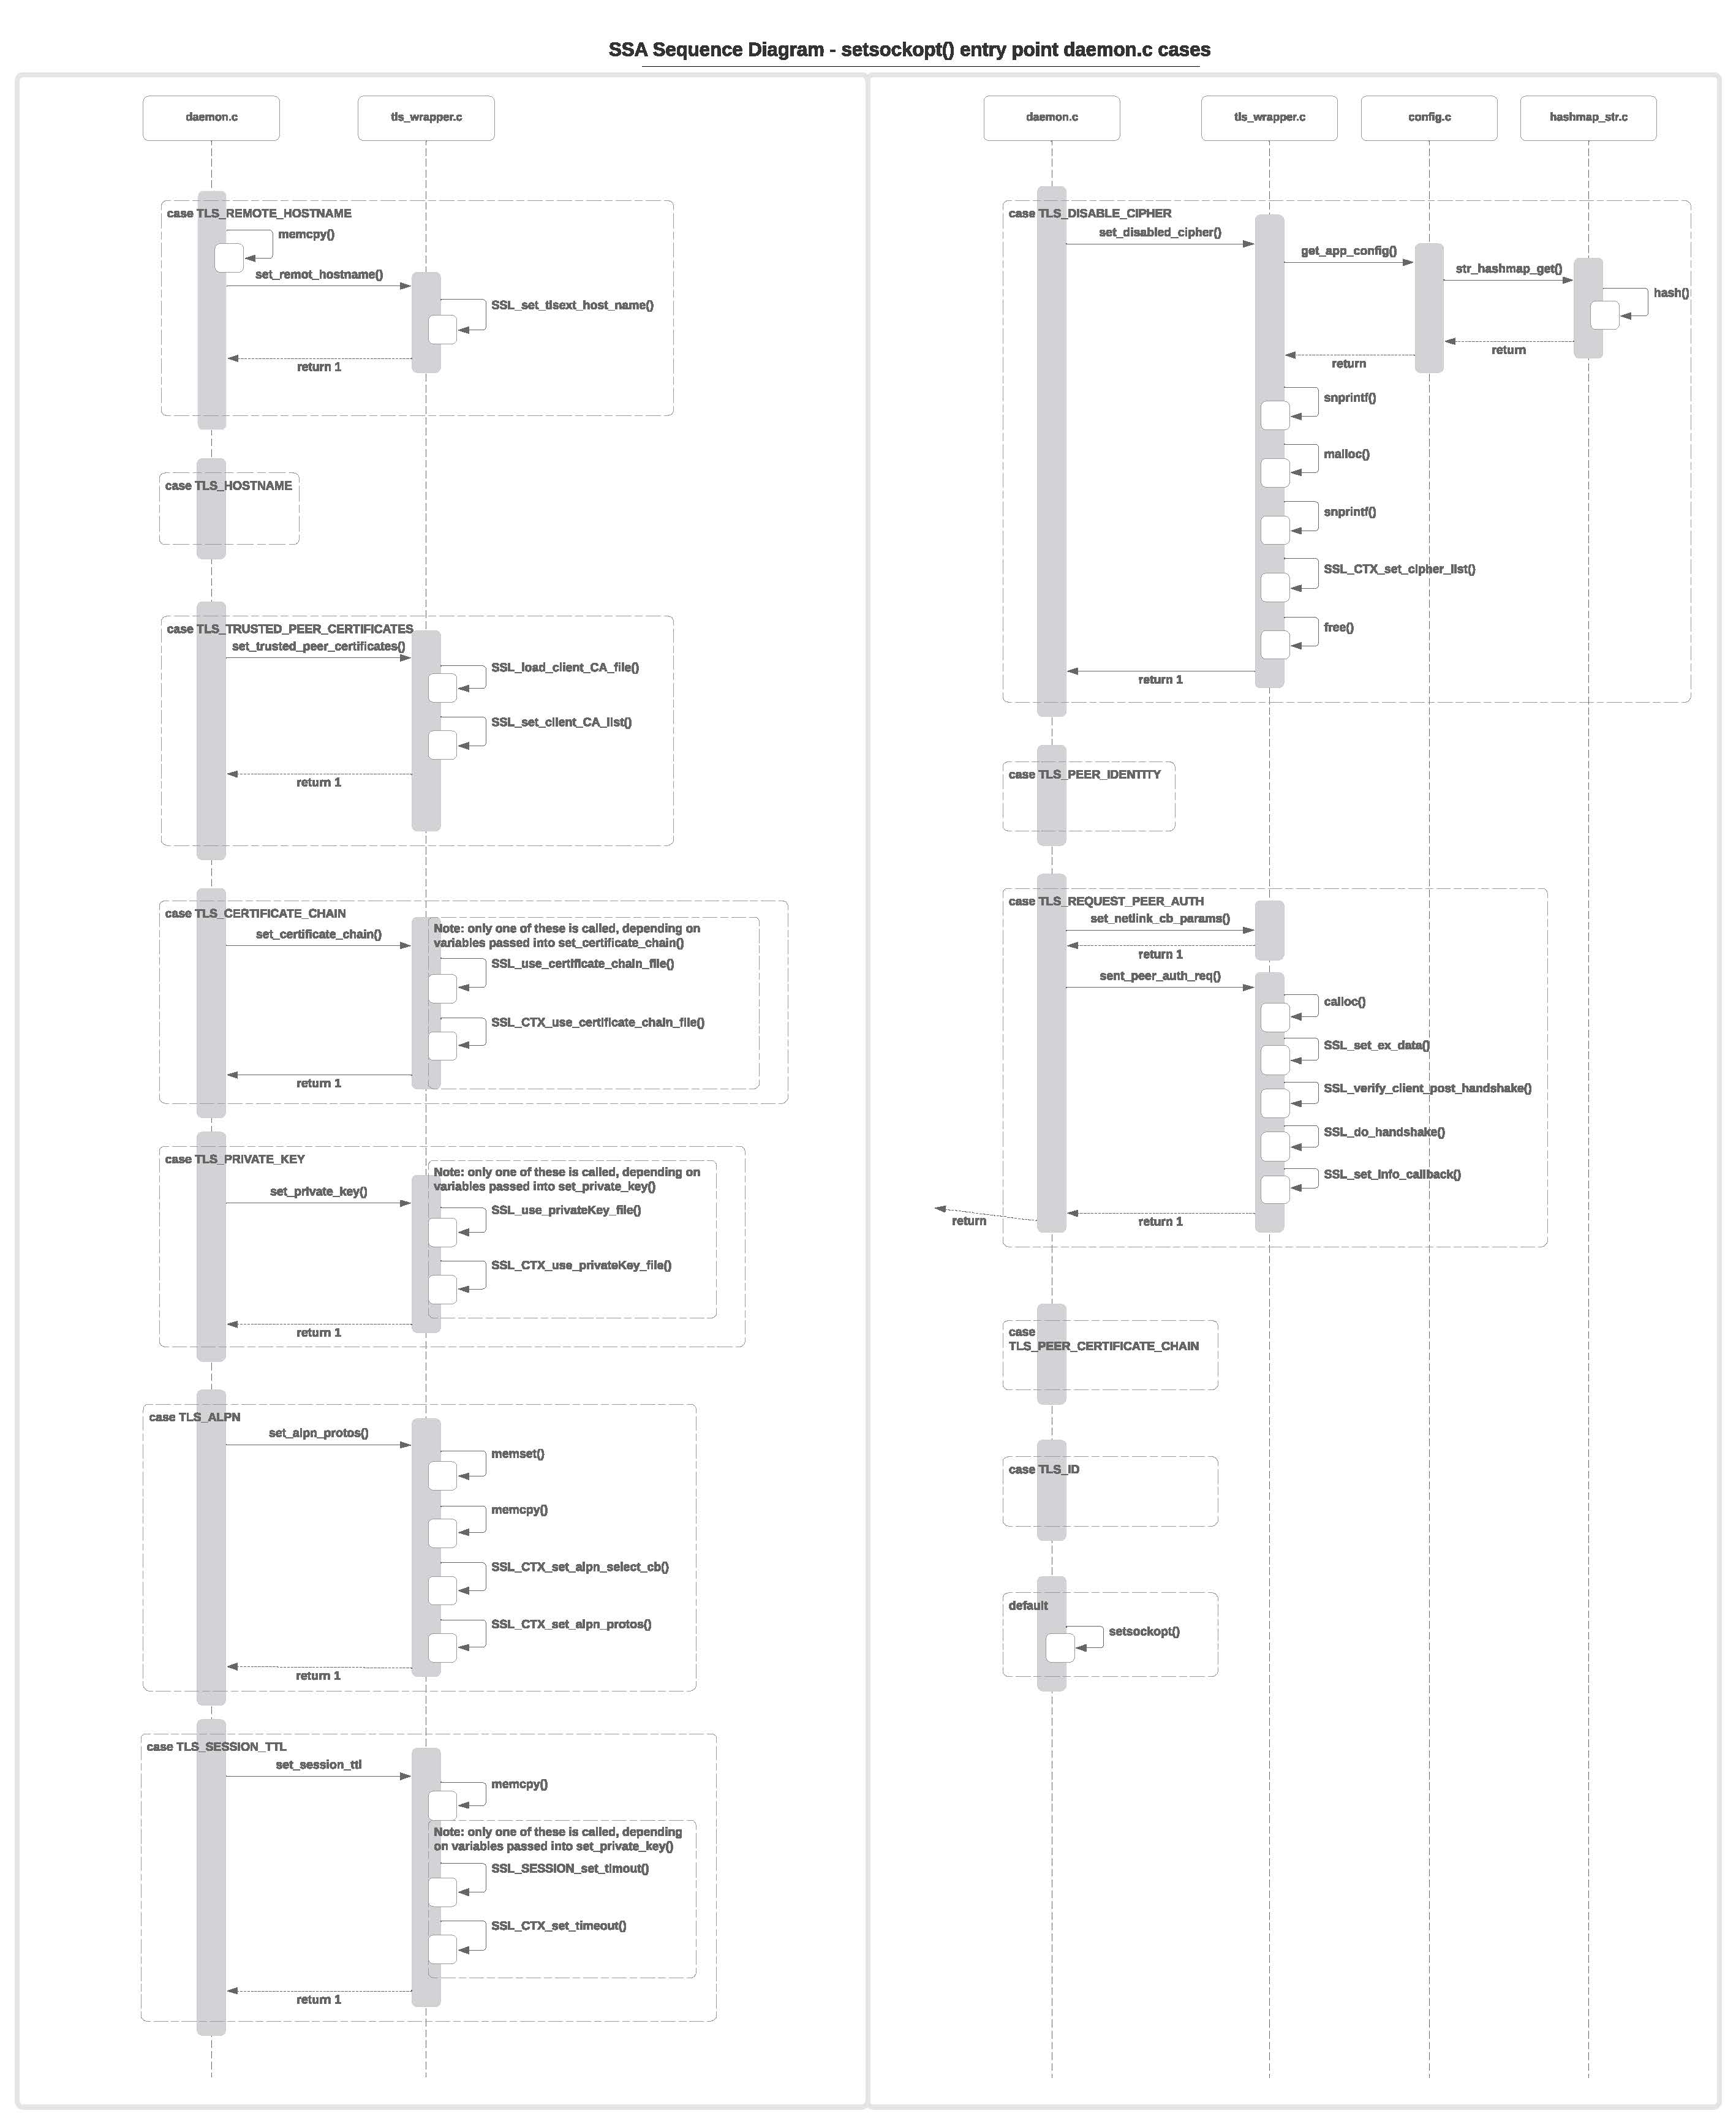 SSA Sequence Diagram - setsockopt() entry point daemon.c cases
daemon.c
tls_wrapper.c
case TLS_REMOTE_HOSTNAME
memcpy()
set_remot_hostname()
SSL_set_tlsext_host_name()
return 1
case TLS_HOSTNAME
case TLS_TRUSTED_PEER_CERTIFICATES
set_trusted_peer_certificates()
SSL_load_client_CA_file()
SSL_set_client_CA_list()
return 1
case TLS_CERTIFICATE_CHAIN
Note: only one of these is called, depending on
variables passed into set_certificate_chain()
set_certificate_chain()
SSL_use_certificate_chain_file()
SSL_CTX_use_certificate_chain_file()
return 1
case TLS_PRIVATE_KEY
Note: only one of these is called, depending on
variables passed into set_private_key()
set_private_key()
SSL_use_privateKey_file()
SSL_CTX_use_privateKey_file()
return 1
case TLS_ALPN
set_alpn_protos()
memset()
memcpy()
SSL_CTX_set_alpn_select_cb()
SSL_CTX_set_alpn_protos()
return 1
case TLS_SESSION_TTL
set_session_ttl
memcpy()
Note: only one of these is called, depending
on variables passed into set_private_key()
SSL_SESSION_set_timout()
SSL_CTX_set_timeout()
return 1
daemon.c
tls_wrapper.c
config.c
hashmap_str.c
case TLS_DISABLE_CIPHER
set_disabled_cipher()
get_app_config()
str_hashmap_get()
hash()
return
return
snprintf()
malloc()
snprintf()
SSL_CTX_set_cipher_list()
free()
return 1
case TLS_PEER_IDENTITY
case TLS_REQUEST_PEER_AUTH
set_netlink_cb_params()
return 1
sent_peer_auth_req()
calloc()
SSL_set_ex_data()
SSL_verify_client_post_handshake()
SSL_do_handshake()
SSL_set_info_callback()
return 1
return
case
TLS_PEER_CERTIFICATE_CHAIN
case TLS_ID
default
setsockopt()